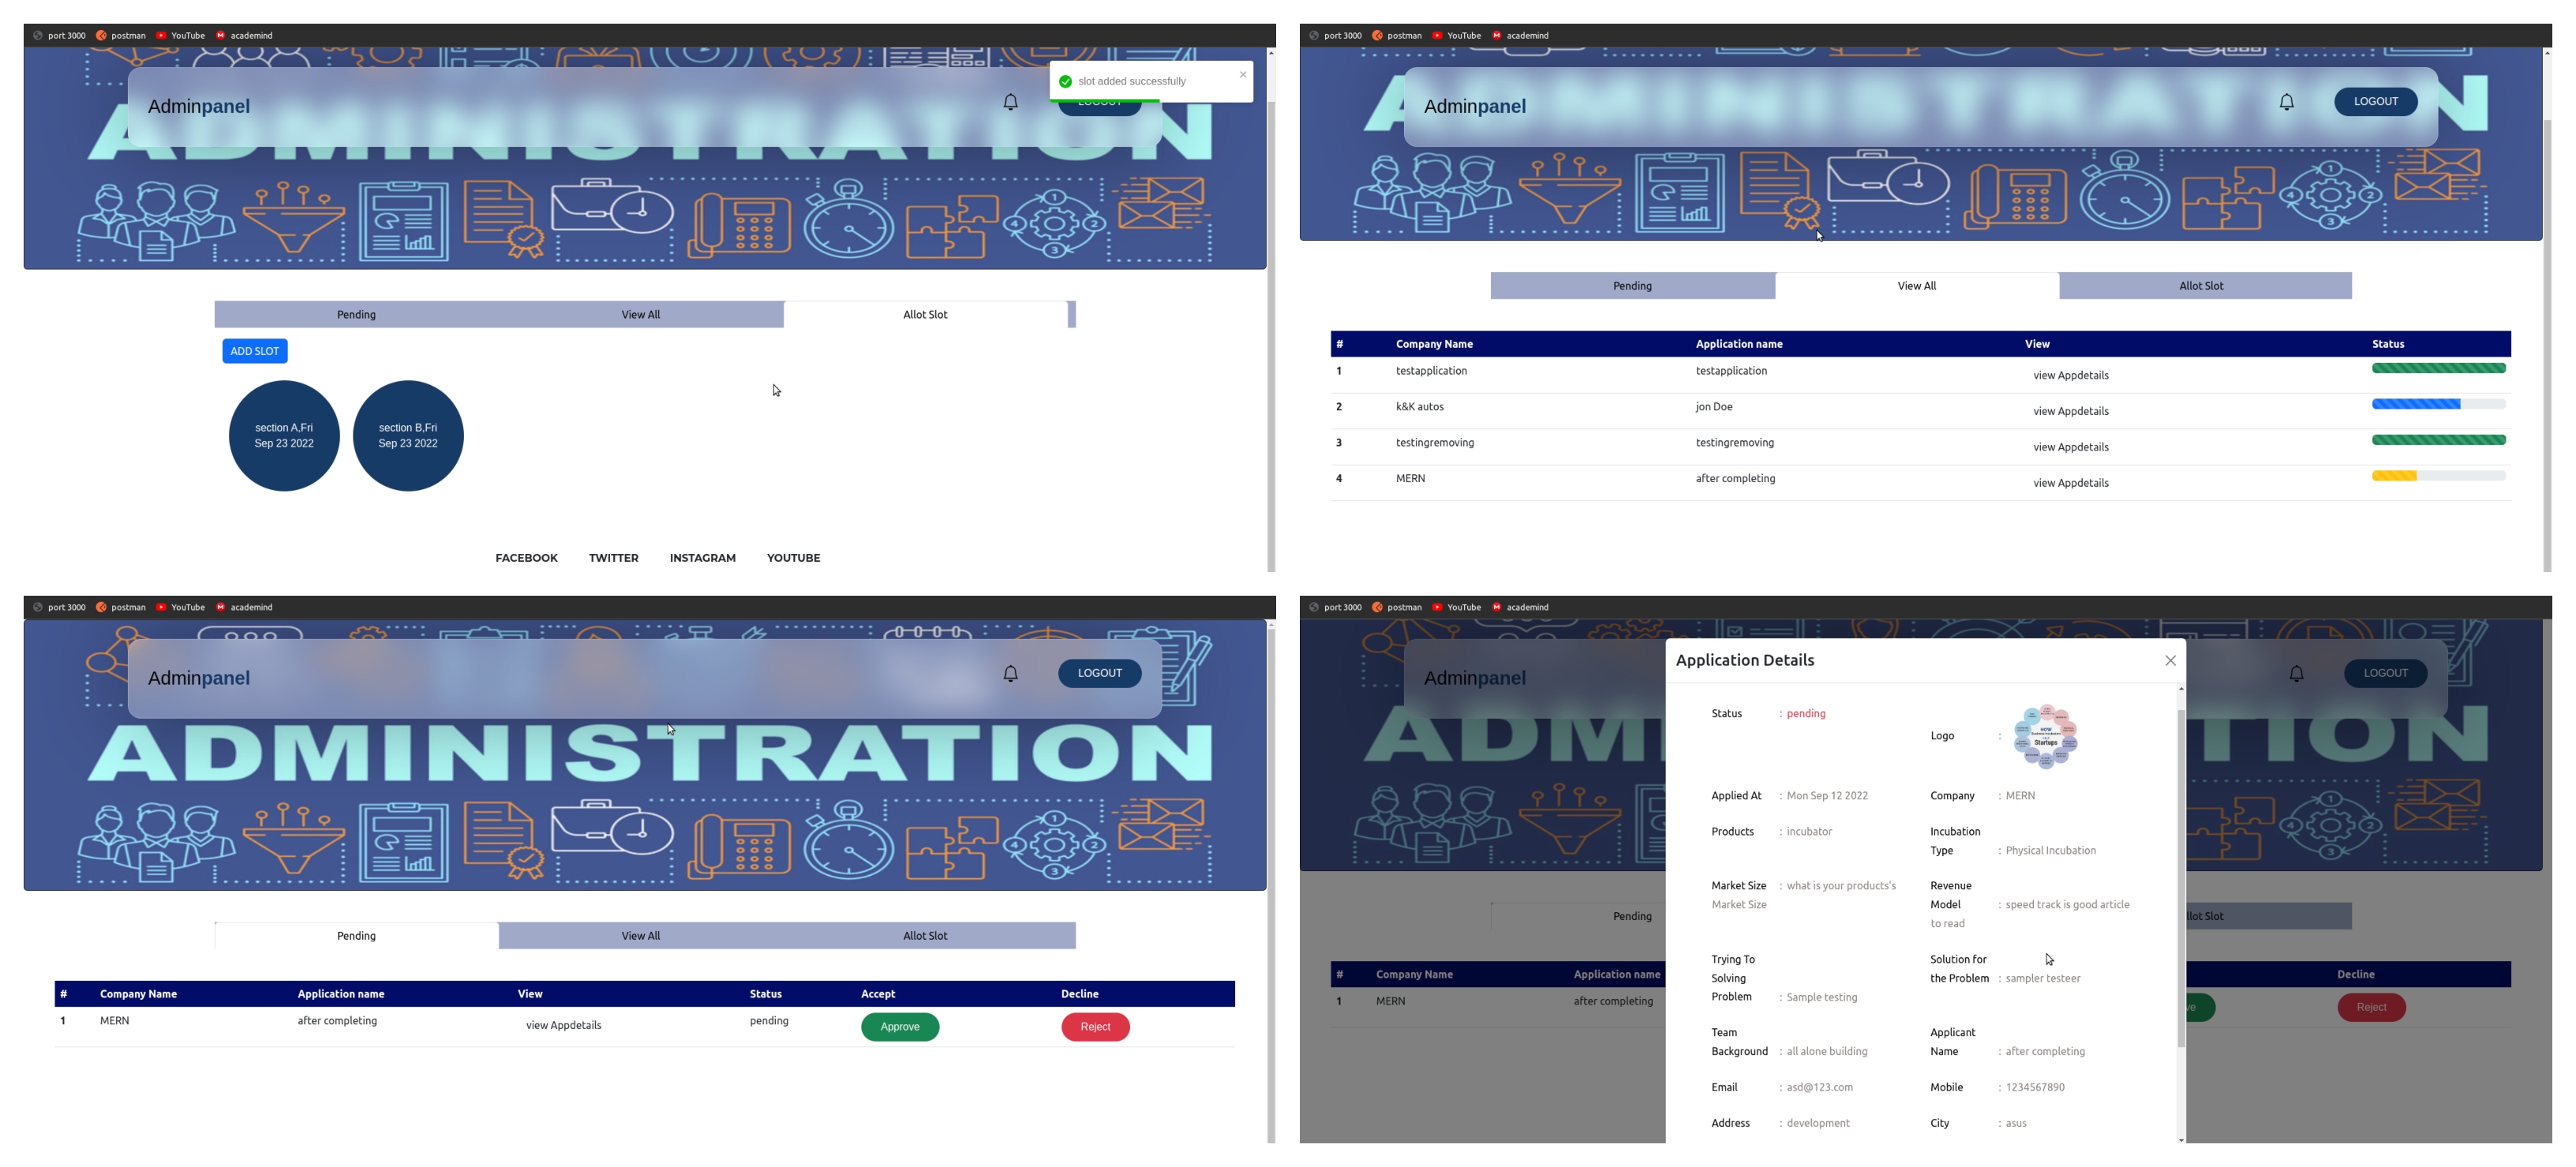 port 3000 postman YouTube academind
slot added successfully
Adminpanel LOGOUT
ADMINISTRATION
Pending View All Allot Slot
ADD SLOT
section A,Fri section B,Fri
Sep 23 2022 Sep 23 2022
FACEBOOK TWITTER INSTAGRAM YOUTUBE
port 3000 postman YouTube academind
Adminpanel LOGOUT
Pending View All Allot Slot
# Company Name Application name View Status
1 testapplication testapplication view Appdetails
2 k&K autos jon Doe view Appdetails
3 testingremoving testingremoving view Appdetails
4 MERN after completing view Appdetails
port 3000 postman YouTube academind
Adminpanel LOGOUT
ADMINISTRATION
Pending View All Allot Slot
# Company Name Application name View Status Accept Decline
1 MERN after completing view Appdetails pending Approve Reject
port 3000 postman YouTube academind
Adminpanel LOGOUT
ADM TION
Application Details
Status : pending
Logo : HOW Startups
Applied At : Mon Sep 12 2022 Company : MERN
Products : incubator Incubation
Type : Physical Incubation
Market Size : what is your products's Revenue
Market Size Model : speed track is good article
to read
Trying To Solution for
Solving the Problem : sampler testeer
Problem : Sample testing
Team Applicant
Background : all alone building Name : after completing
Email : asd@123.com Mobile : 1234567890
Address : development City : asus
Pending llot Slot
# Company Name Application name Decline
1 MERN after completing ve Reject